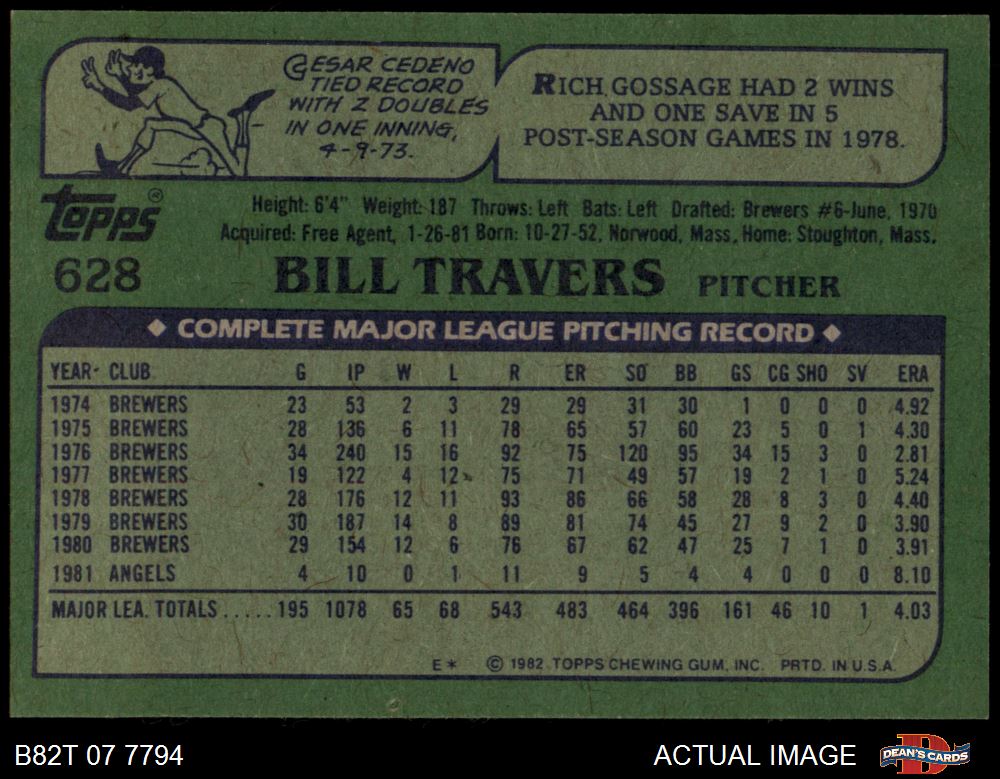 CESAR CEDENO
TIED RECORD
WITH 2 DOUBLES
IN ONE INNING,
4-9-73.
RICH GOSSAGE HAD 2 WINS
AND ONE SAVE IN 5
POST-SEASON GAMES IN 1978.
Topps®
Height: 6'4" Weight: 187 Throws: Left Bats: Left Drafted: Brewers #6-June, 1970
Acquired: Free Agent, 1-26-81 Born: 10-27-52, Norwood, Mass. Home: Stoughton, Mass.
628 BILL TRAVERS PITCHER
◆ COMPLETE MAJOR LEAGUE PITCHING RECORD ◆
YEAR CLUB G IP W L R ER SO BB GS CG SHO SV ERA
1974 BREWERS 23 53 2 3 29 29 31 30 1 0 0 0 4.92
1975 BREWERS 28 136 6 11 78 65 57 60 23 5 0 1 4.30
1976 BREWERS 34 240 15 16 92 75 120 95 34 15 3 0 2.81
1977 BREWERS 19 122 4 12 75 71 49 57 19 2 1 0 5.24
1978 BREWERS 28 176 12 11 93 86 66 58 28 8 3 0 4.40
1979 BREWERS 30 187 14 8 89 81 74 45 27 9 2 0 3.90
1980 BREWERS 29 154 12 6 76 67 62 47 25 7 1 0 3.91
1981 ANGELS 4 10 0 1 11 9 5 4 4 0 0 0 8.10
MAJOR LEA. TOTALS ..... 195 1078 65 68 543 483 464 396 161 46 10 1 4.03
E* © 1982 TOPPS CHEWING GUM, INC. PRTD. IN U.S.A.
B82T 07 7794 ACTUAL IMAGE DEAN'S CARDS